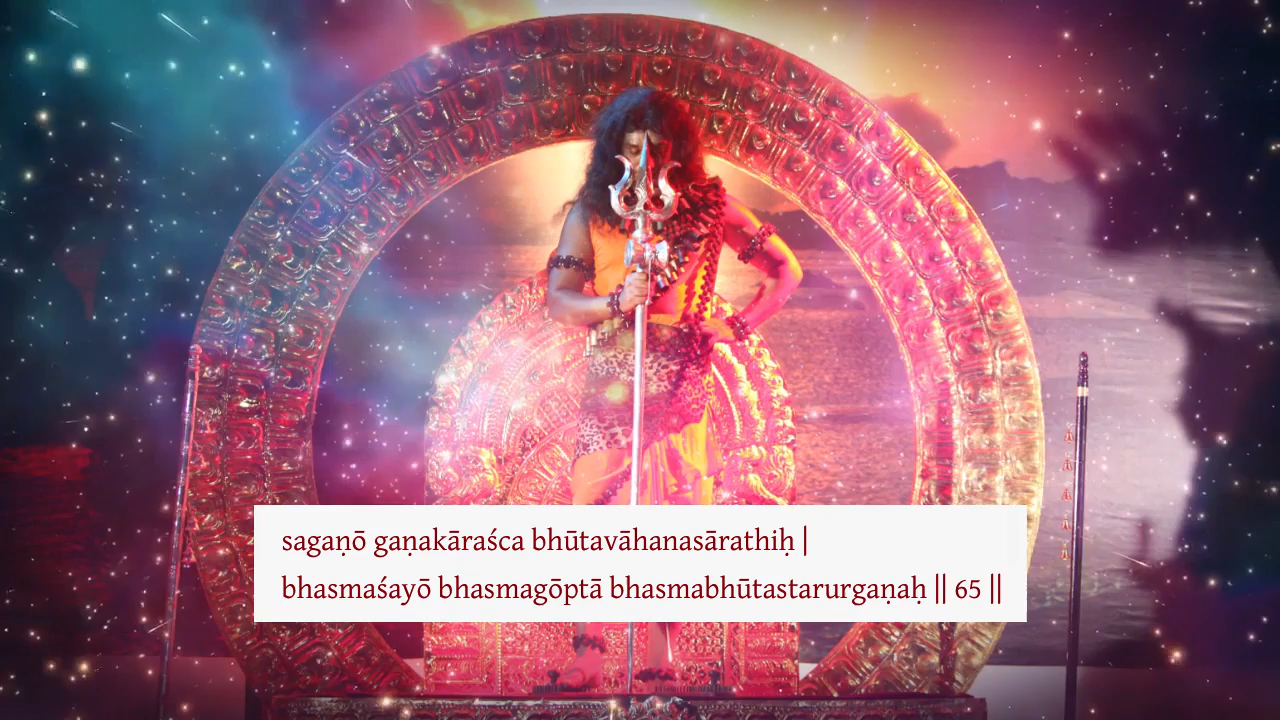 sagaṇō gaṇakāraśca bhūtavāhanasārathiḥ |
bhasmaśayō bhasmagōptā bhasmabhūtastarurgaṇaḥ || 65 ||